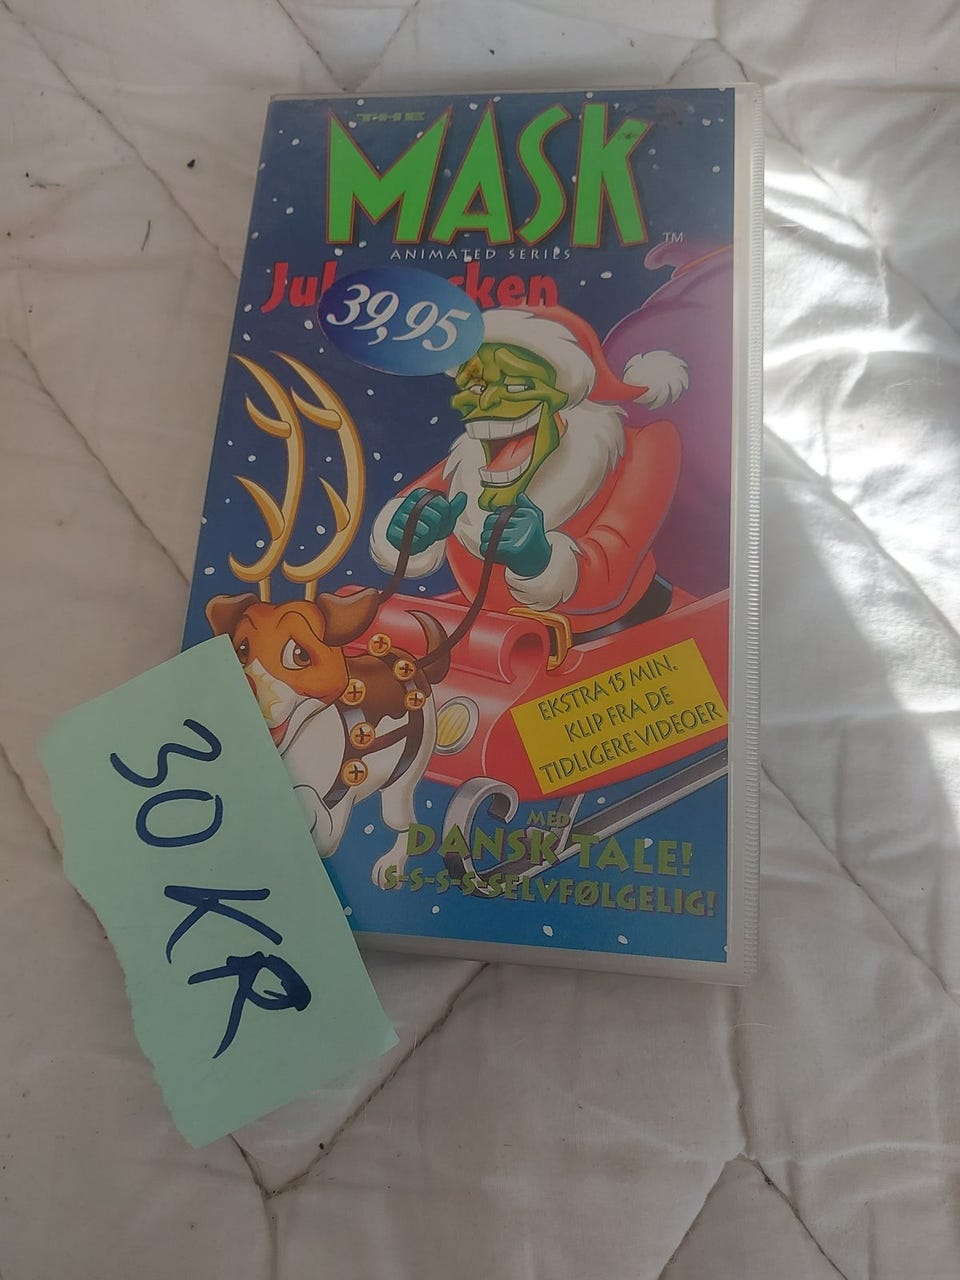 THE
MASK
TM
ANIMATED SERIES
39,95
EKSTRA 15 MIN.
KLIP FRA DE
TIDLIGERE VIDEOER
MED
DANSK TALE!
S-S-S-S-SELVFØLGELIG!
30 KR